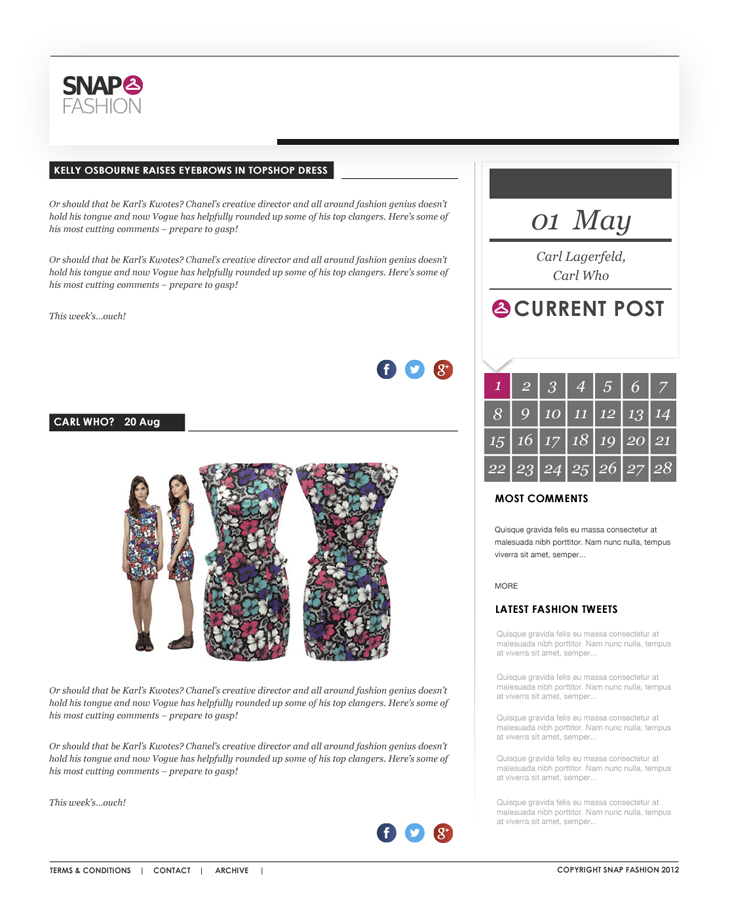 SNAP
FASHION
KELLY OSBOURNE RAISES EYEBROWS IN TOPSHOP DRESS
Or should that be Karl's Kwotes? Chanel's creative director and all around fashion genius doesn't
hold his tongue and now Vogue has helpfully rounded up some of his top clangers. Here's some of
his most cutting comments – prepare to gasp!
Or should that be Karl's Kwotes? Chanel's creative director and all around fashion genius doesn't
hold his tongue and now Vogue has helpfully rounded up some of his top clangers. Here's some of
his most cutting comments – prepare to gasp!
This week's...ouch!
f
g+
CARL WHO? 20 Aug
Or should that be Karl's Kwotes? Chanel's creative director and all around fashion genius doesn't
hold his tongue and now Vogue has helpfully rounded up some of his top clangers. Here's some of
his most cutting comments – prepare to gasp!
Or should that be Karl's Kwotes? Chanel's creative director and all around fashion genius doesn't
hold his tongue and now Vogue has helpfully rounded up some of his top clangers. Here's some of
his most cutting comments – prepare to gasp!
This week's...ouch!
f
g+
01 May
Carl Lagerfeld,
Carl Who
CURRENT POST
1 2 3 4 5 6 7
8 9 10 11 12 13 14
15 16 17 18 19 20 21
22 23 24 25 26 27 28
MOST COMMENTS
Quisque gravida felis eu massa consectetur at
malesuada nibh porttitor. Nam nunc nulla, tempus
viverra sit amet, semper...
MORE
LATEST FASHION TWEETS
Quisque gravida felis eu massa consectetur at
malesuada nibh porttitor. Nam nunc nulla, tempus
at viverra sit amet, semper...
Quisque gravida felis eu massa consectetur at
malesuada nibh porttitor. Nam nunc nulla, tempus
at viverra sit amet, semper...
Quisque gravida felis eu massa consectetur at
malesuada nibh porttitor. Nam nunc nulla, tempus
at viverra sit amet, semper...
Quisque gravida felis eu massa consectetur at
malesuada nibh porttitor. Nam nunc nulla, tempus
at viverra sit amet, semper...
Quisque gravida felis eu massa consectetur at
malesuada nibh porttitor. Nam nunc nulla, tempus
at viverra sit amet, semper...
TERMS & CONDITIONS | CONTACT | ARCHIVE |
COPYRIGHT SNAP FASHION 2012